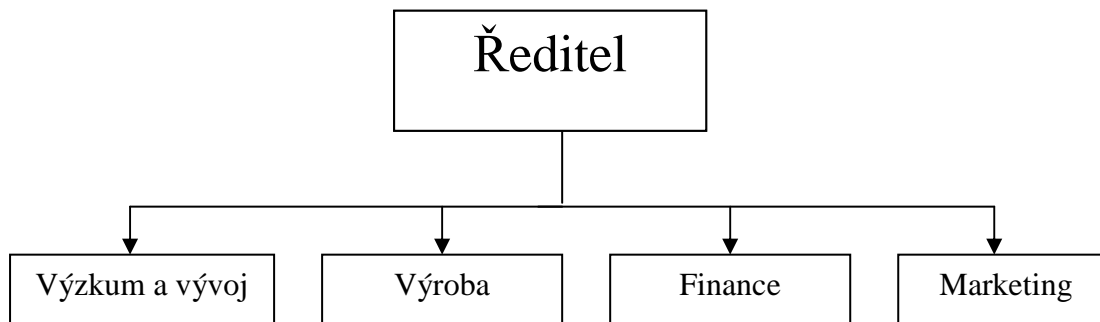 Ředitel
Výzkum a vývoj
Výroba
Finance
Marketing